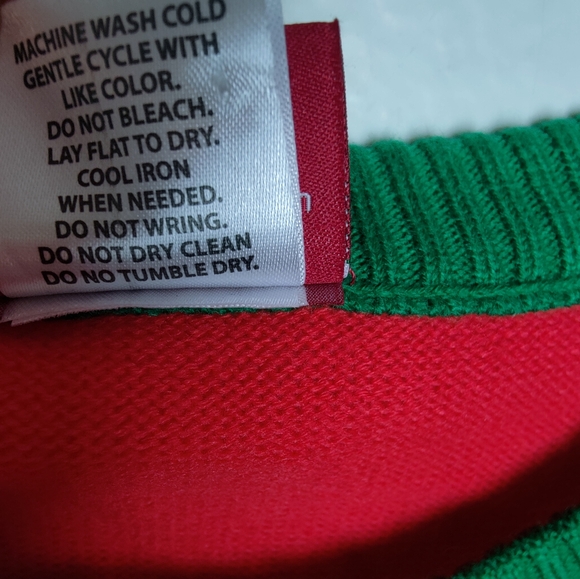 MACHINE WASH COLD
GENTLE CYCLE WITH
LIKE COLOR.
DO NOT BLEACH.
LAY FLAT TO DRY.
COOL IRON
WHEN NEEDED.
DO NOT WRING.
DO NOT DRY CLEAN
DO NO TUMBLE DRY.